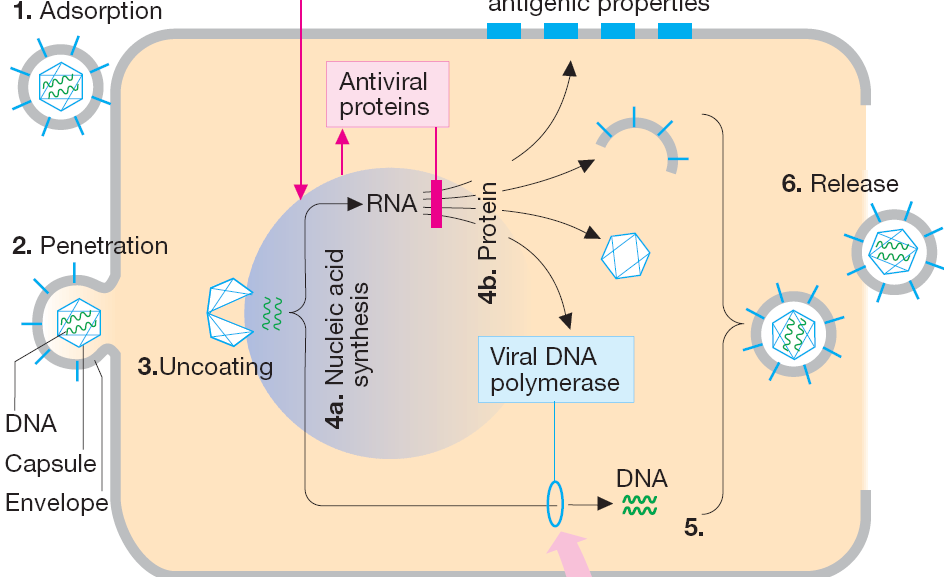 1. Adsorption
antigenic properties
Antiviral
proteins
6. Release
RNA
4b. Protein
2. Penetration
4a. Nucleic acid
synthesis
3.Uncoating
Viral DNA
polymerase
DNA
Capsule
Envelope
DNA
5.